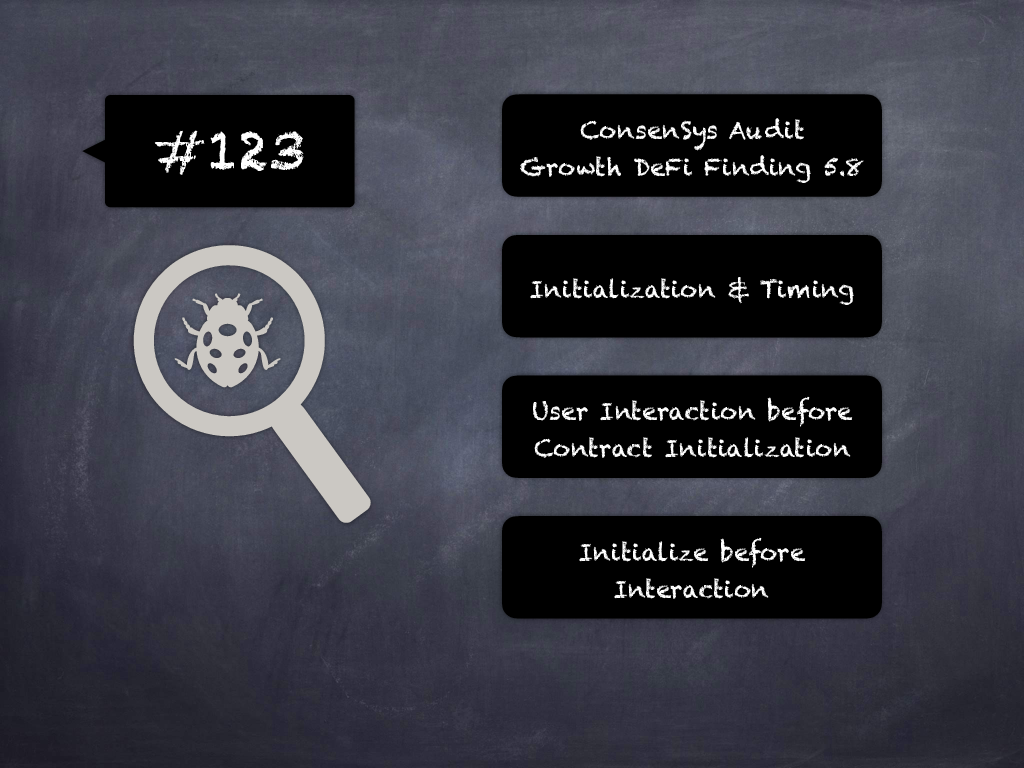 #123
ConsenSys Audit
Growth DeFi Finding 5.8
Initialization & Timing
User Interaction before
Contract Initialization
Initialize before
Interaction